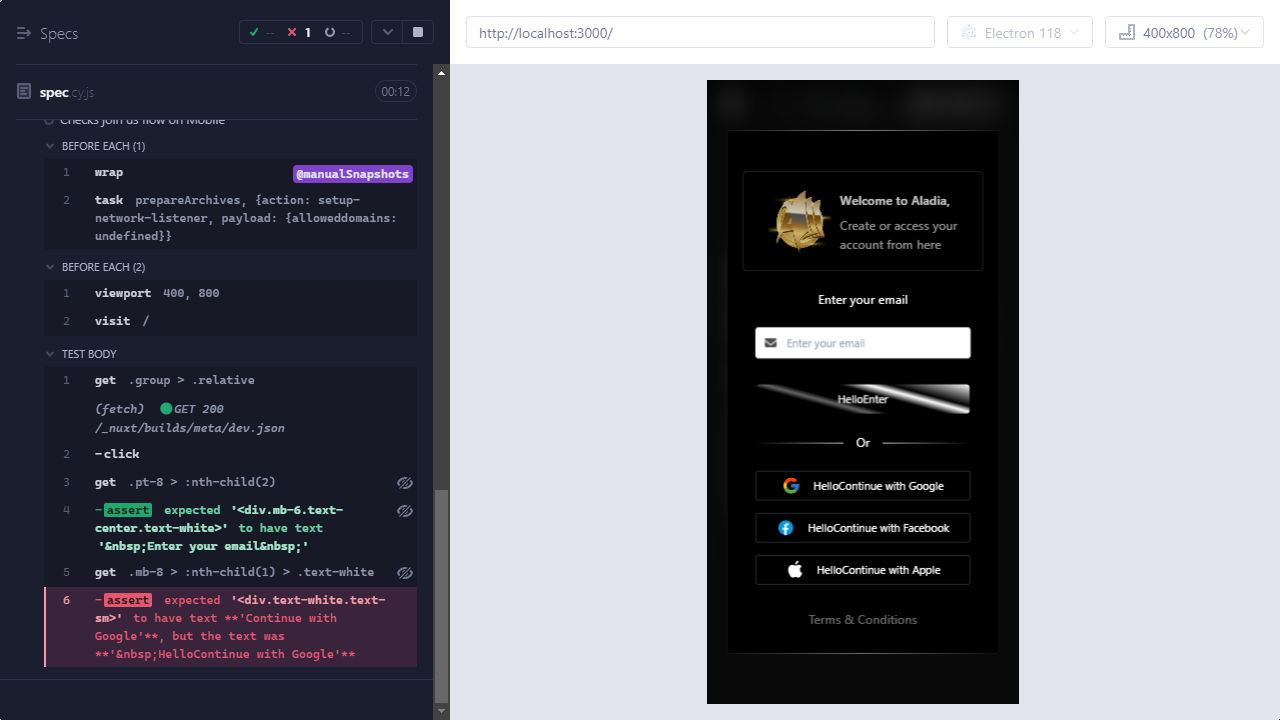 Specs
--
1
--
spec.cy.js
00:12
Checks join us flow on Mobile
BEFORE EACH (1)
1 wrap @manualSnapshots
2 task prepareArchives, {action: setup-
network-listener, payload: {alloweddomains:
undefined}}
BEFORE EACH (2)
1 viewport 400, 800
2 visit /
TEST BODY
1 get .group > .relative
(fetch) GET 200
/_nuxt/builds/meta/dev.json
2 -click
3 get .pt-8 > :nth-child(2)
4 -assert expected '<div.mb-6.text-
center.text-white>' to have text
'&nbsp;Enter your email&nbsp;'
5 get .mb-8 > :nth-child(1) > .text-white
6 -assert expected '<div.text-white.text-
sm>' to have text **'Continue with
Google'**, but the text was
**'&nbsp;HelloContinue with Google'**
http://localhost:3000/
Electron 118
400x800 (78%)
Welcome to Aladia,
Create or access your
account from here
Enter your email
Enter your email
HelloEnter
Or
HelloContinue with Google
HelloContinue with Facebook
HelloContinue with Apple
Terms & Conditions